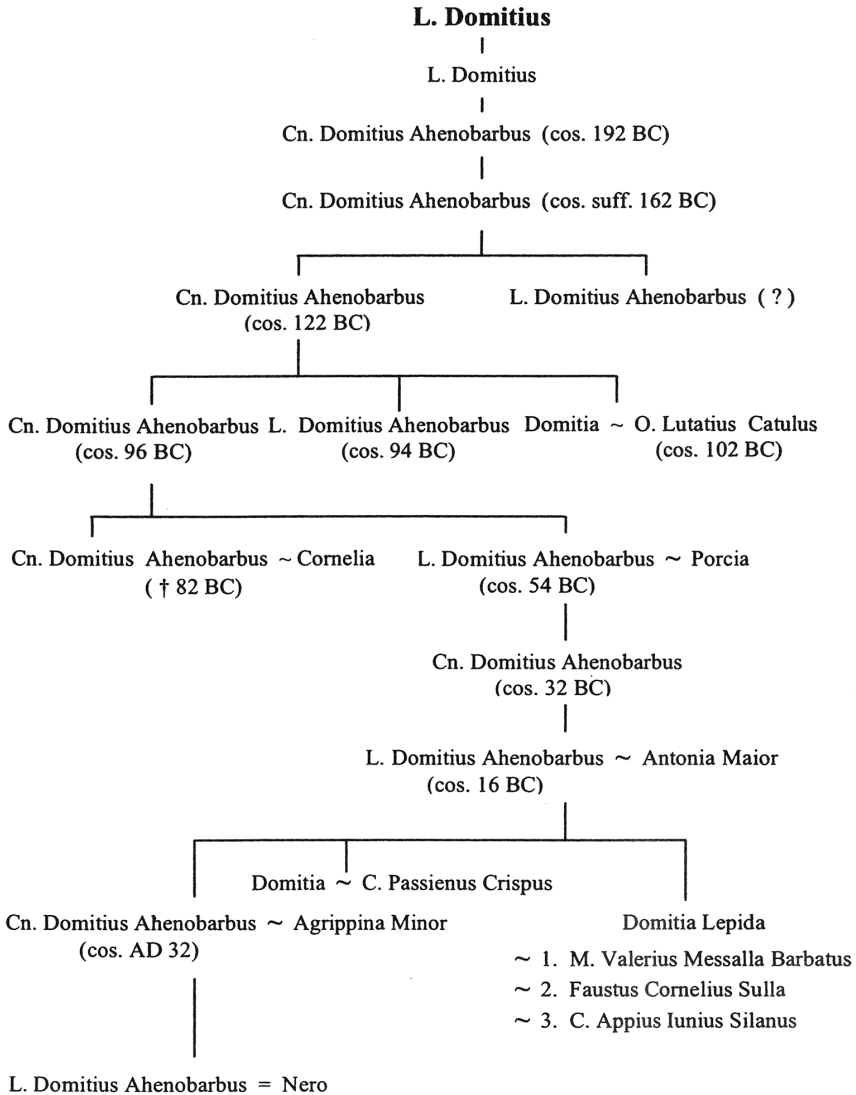 L. Domitius
L. Domitius
Cn. Domitius Ahenobarbus (cos. 192 BC)
Cn. Domitius Ahenobarbus (cos. suff. 162 BC)
Cn. Domitius Ahenobarbus L. Domitius Ahenobarbus ( ? )
(cos. 122 BC)
Cn. Domitius Ahenobarbus L. Domitius Ahenobarbus Domitia ~ O. Lutatius Catulus
(cos. 96 BC) (cos. 94 BC) (cos. 102 BC)
Cn. Domitius Ahenobarbus ~ Cornelia L. Domitius Ahenobarbus ~ Porcia
( † 82 BC) (cos. 54 BC)
Cn. Domitius Ahenobarbus
(cos. 32 BC)
L. Domitius Ahenobarbus ~ Antonia Maior
(cos. 16 BC)
Domitia ~ C. Passienus Crispus
Cn. Domitius Ahenobarbus ~ Agrippina Minor Domitia Lepida
(cos. AD 32)
~ 1. M. Valerius Messalla Barbatus
~ 2. Faustus Cornelius Sulla
~ 3. C. Appius Iunius Silanus
L. Domitius Ahenobarbus = Nero